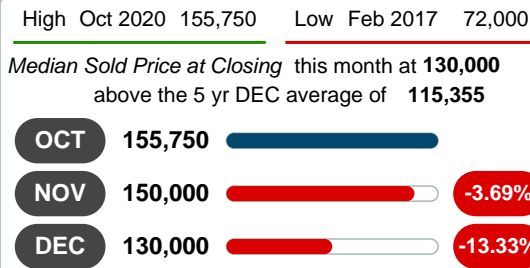 High Oct 2020 155,750 Low Feb 2017 72,000
Median Sold Price at Closing this month at 130,000
above the 5 yr DEC average of 115,355
OCT 155,750
NOV 150,000 -3.69%
DEC 130,000 -13.33%